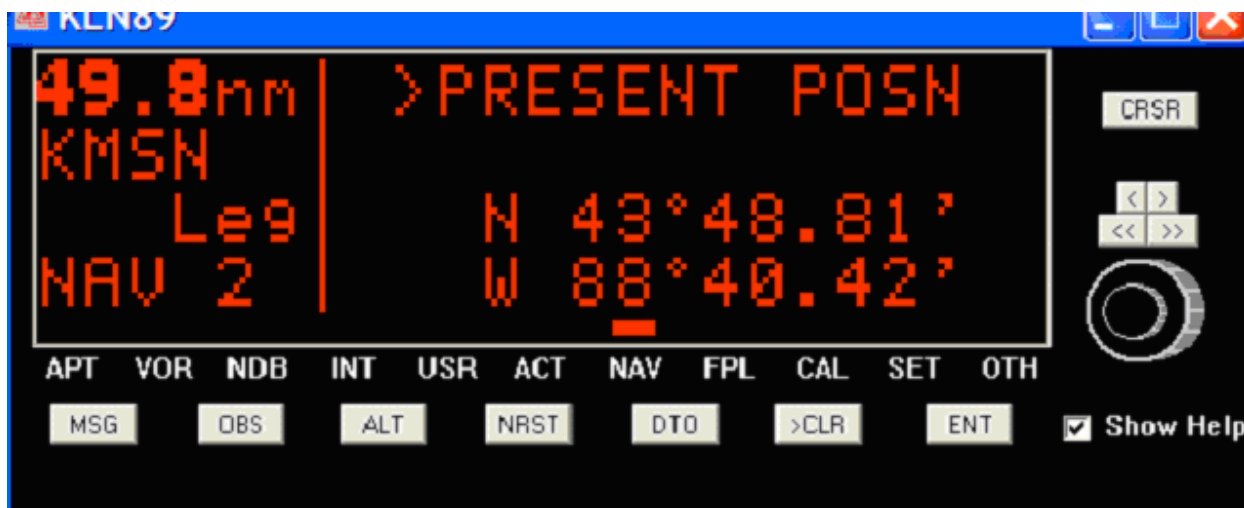 KLN89
49.8nm >PRESENT POSN
KMSN
Leg N 43°48.81'
NAV 2 W 88°40.42'
CRSR
< >
<< >>
APT VOR NDB INT USR ACT NAV FPL CAL SET OTH
MSG OBS ALT NRST DTO >CLR ENT Show Help